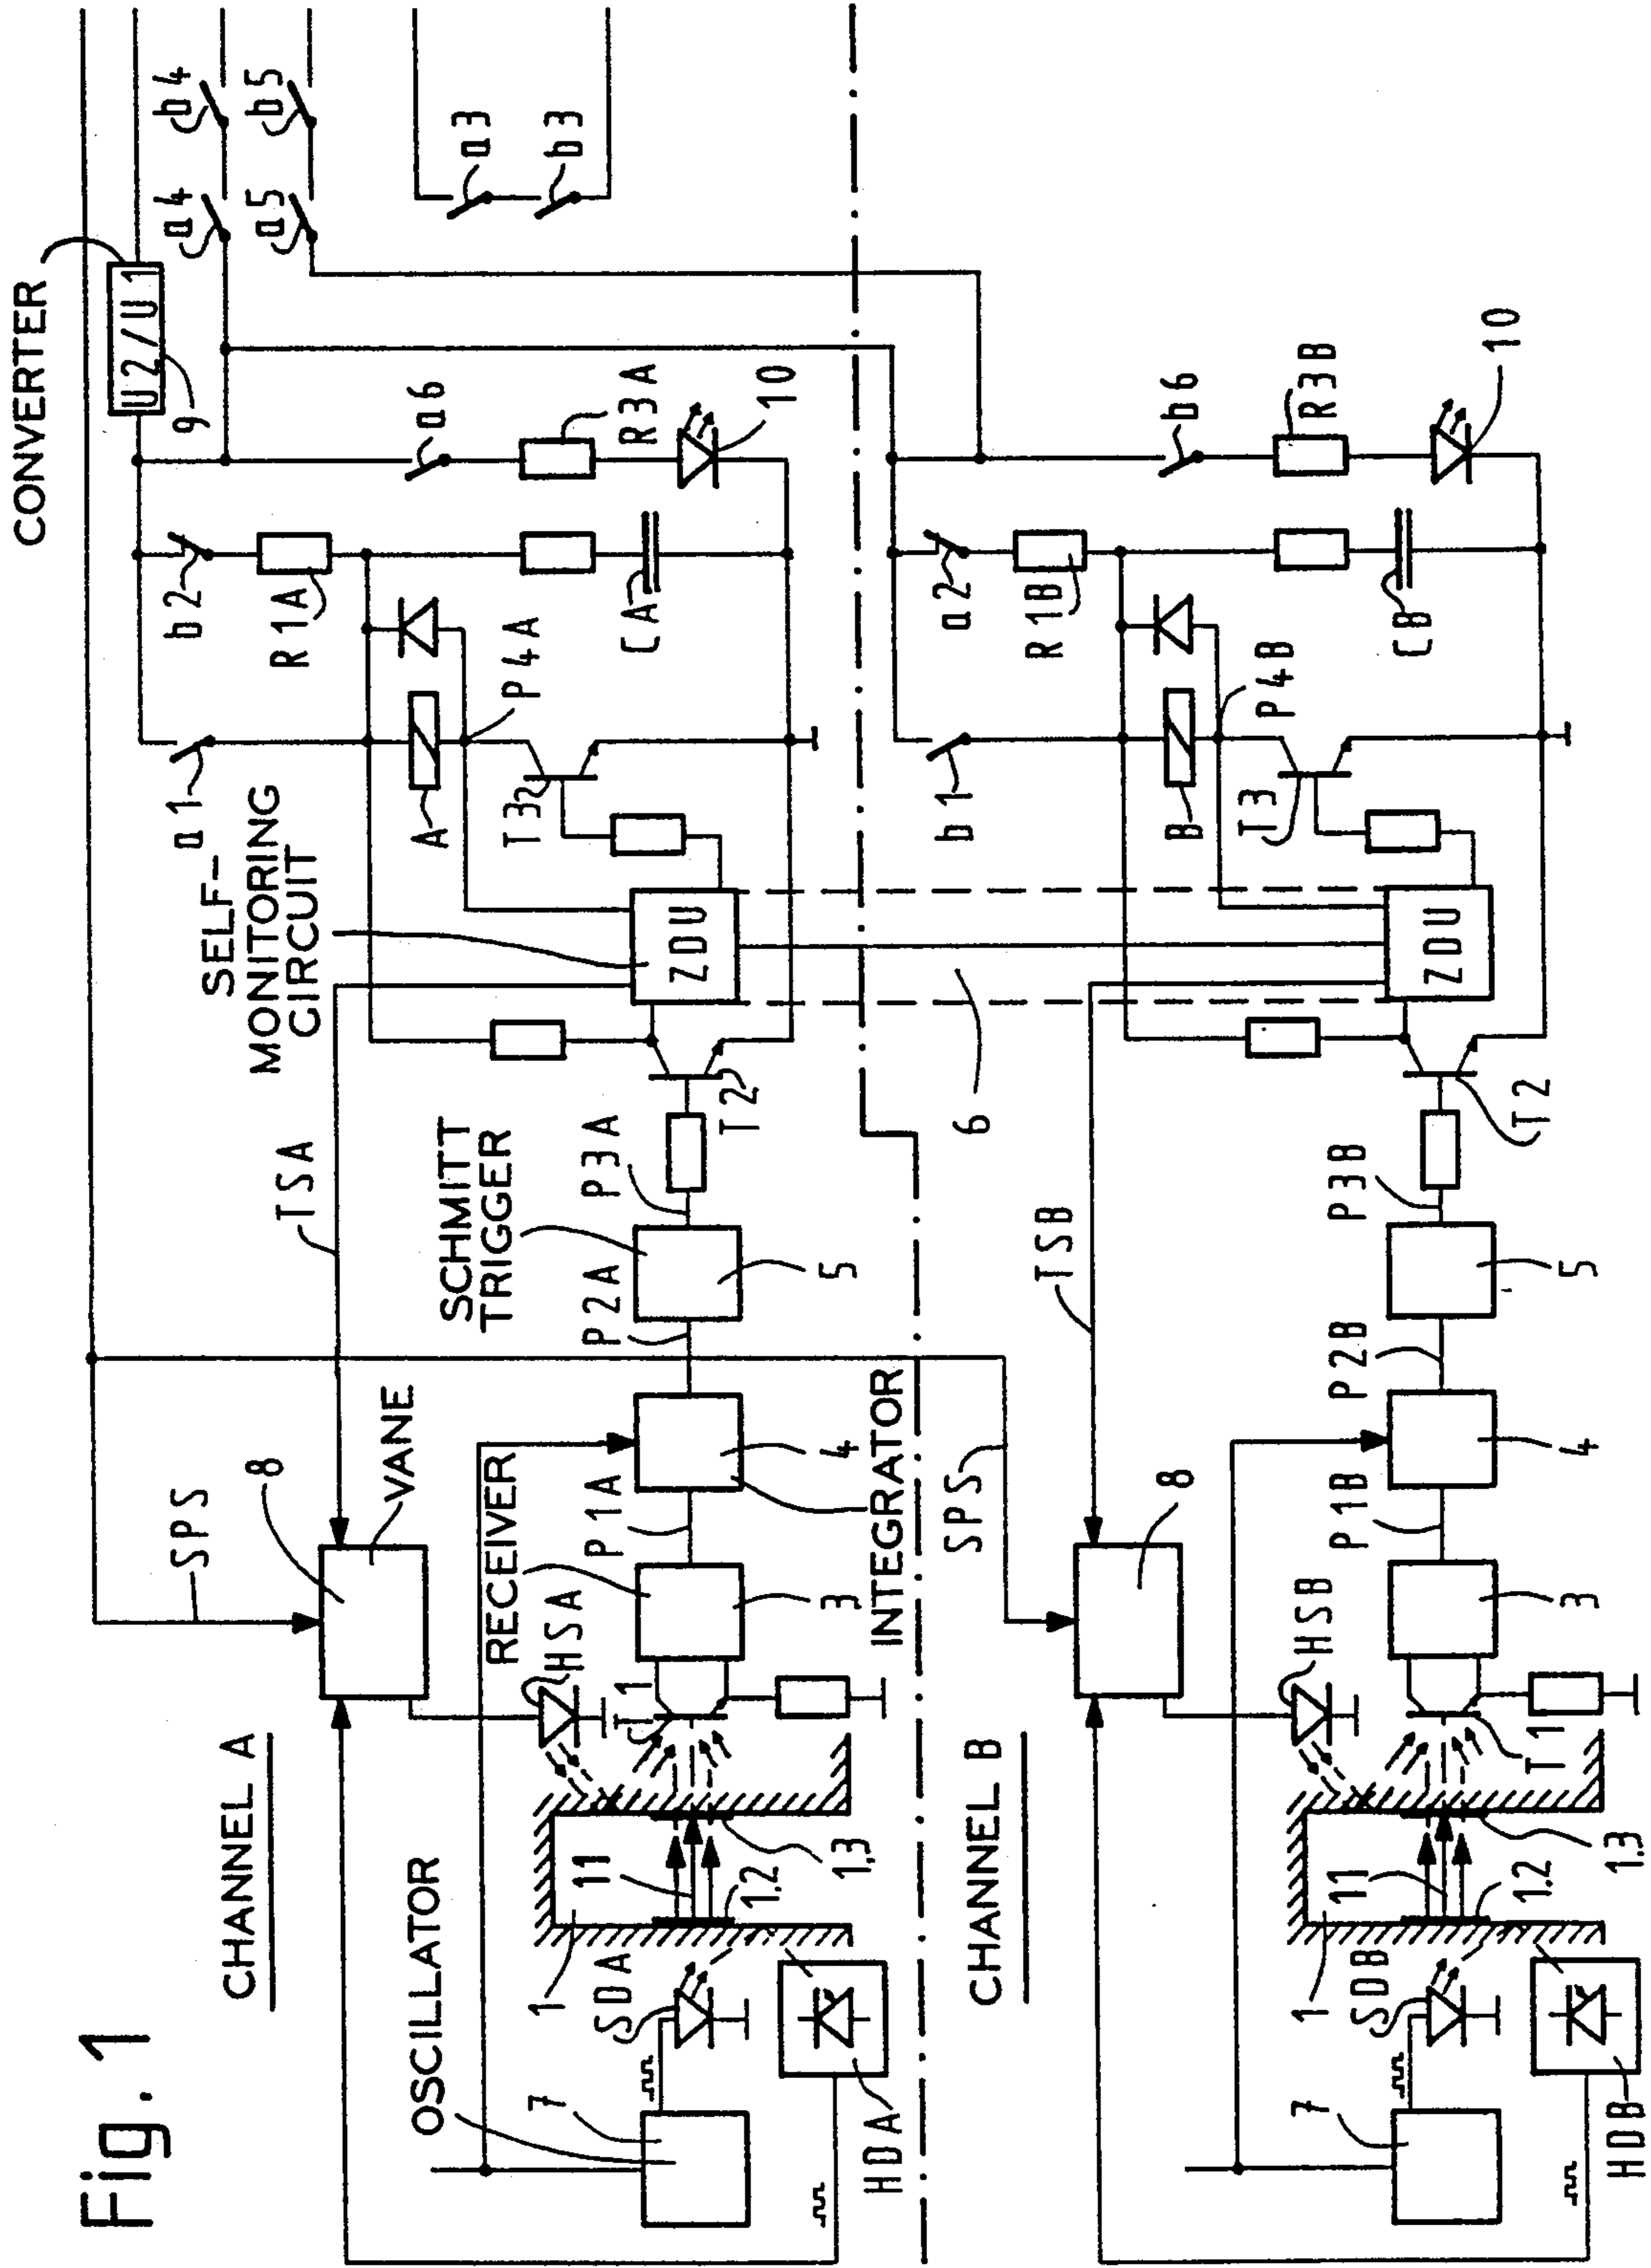 Fig. 1
CHANNEL A
OSCILLATOR
7
SDA
HDA
1
11
1.2
1.3
HSA
T1
SPS
8
VANE
RECEIVER
3
P1A
4
INTEGRATOR
P2A
SCHMITT
TRIGGER
5
P3A
T2
TSA
SELF-
MONITORING
CIRCUIT
ZDU
6
a1
A
T3
P4A
b2
R1A
CA
a6
R3A
10
CONVERTER
U2/U1
9
a4
b4
a5
b5
a3
b3
CHANNEL B
7
SDB
HDB
1
11
1.2
1.3
HSB
T1
SPS
8
3
P1B
4
P2B
5
P3B
T2
TSB
ZDU
b1
B
T3
P4B
a2
R1B
CB
b6
R3B
10